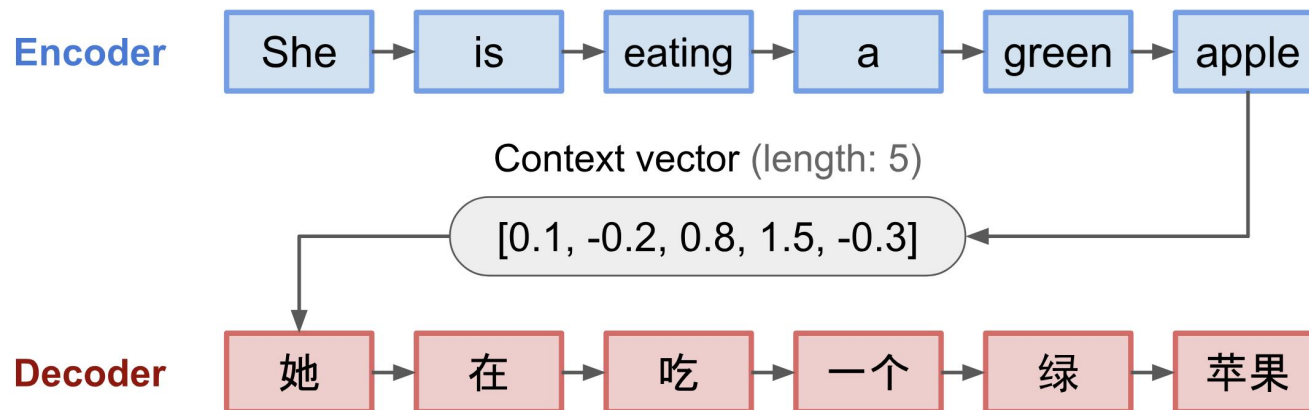 Encoder She is eating a green apple
Context vector (length: 5)
[0.1, -0.2, 0.8, 1.5, -0.3]
Decoder 她 在 吃 一个 绿 苹果